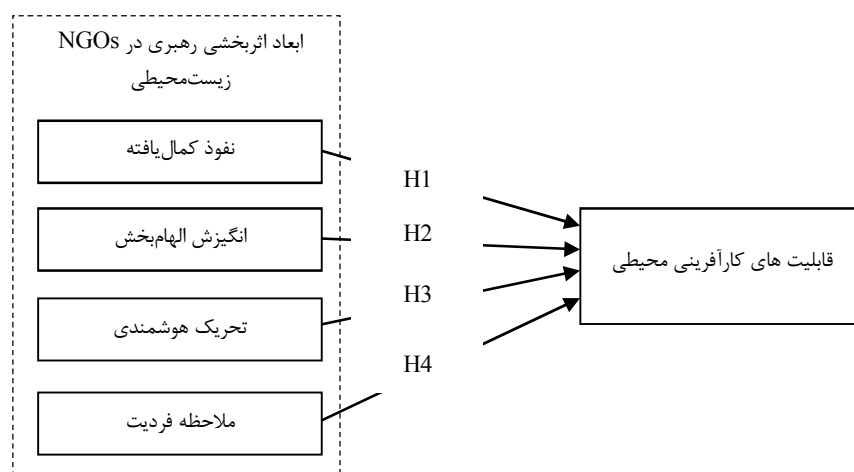 ابعاد اثربخشی رهبری در NGOs
زیست‌محیطی
نفوذ کمال‌یافته
انگیزش الهام‌بخش
تحریک هوشمندی
ملاحظه فردیت
H1
H2
H3
H4
قابلیت های کارآفرینی محیطی